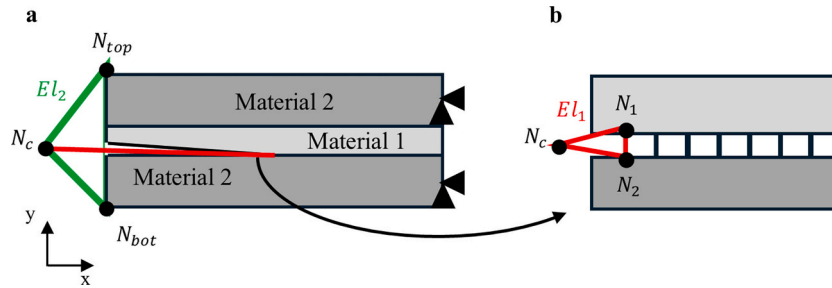 a
b
N_top
El_2
Material 2
N_c
Material 1
Material 2
N_bot
y
x
El_1
N_1
N_c
N_2